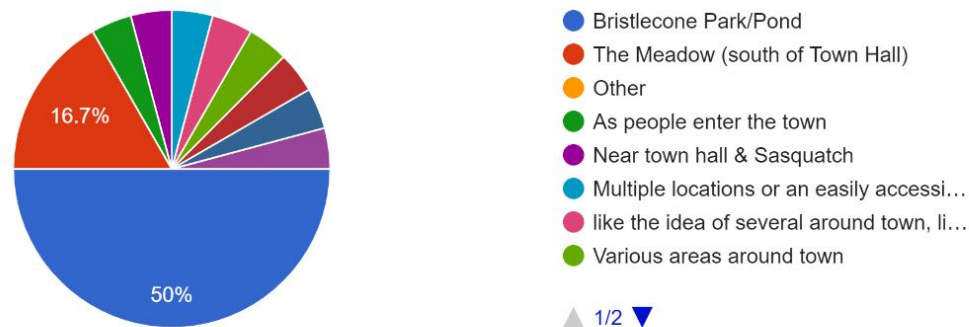 16.7%
50%
Bristlecone Park/Pond
The Meadow (south of Town Hall)
Other
As people enter the town
Near town hall & Sasquatch
Multiple locations or an easily accessi…
like the idea of several around town, li…
Various areas around town
1/2